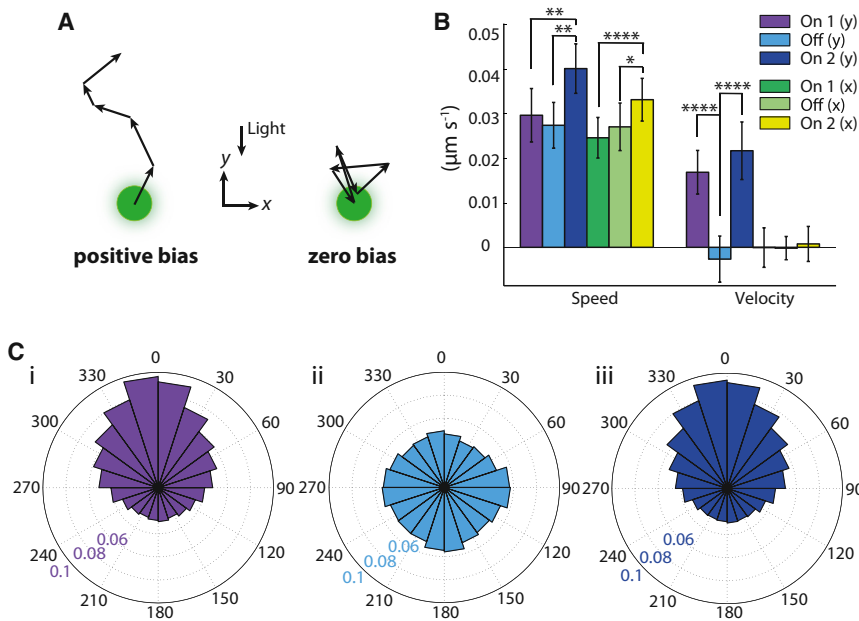 A
Light
y
x
positive bias
zero bias
B
0.05
0.04
0.03
0.02
0.01
0
(µm s⁻¹)
** ** **** * **** ****
Speed
Velocity
On 1 (y)
Off (y)
On 2 (y)
On 1 (x)
Off (x)
On 2 (x)
C
i
0
30
60
90
120
150
180
210
240
270
300
330
0.06
0.08
0.1
ii
0
30
60
90
120
150
180
210
240
270
300
330
0.06
0.08
0.1
iii
0
30
60
90
120
150
180
210
240
270
300
330
0.06
0.08
0.1